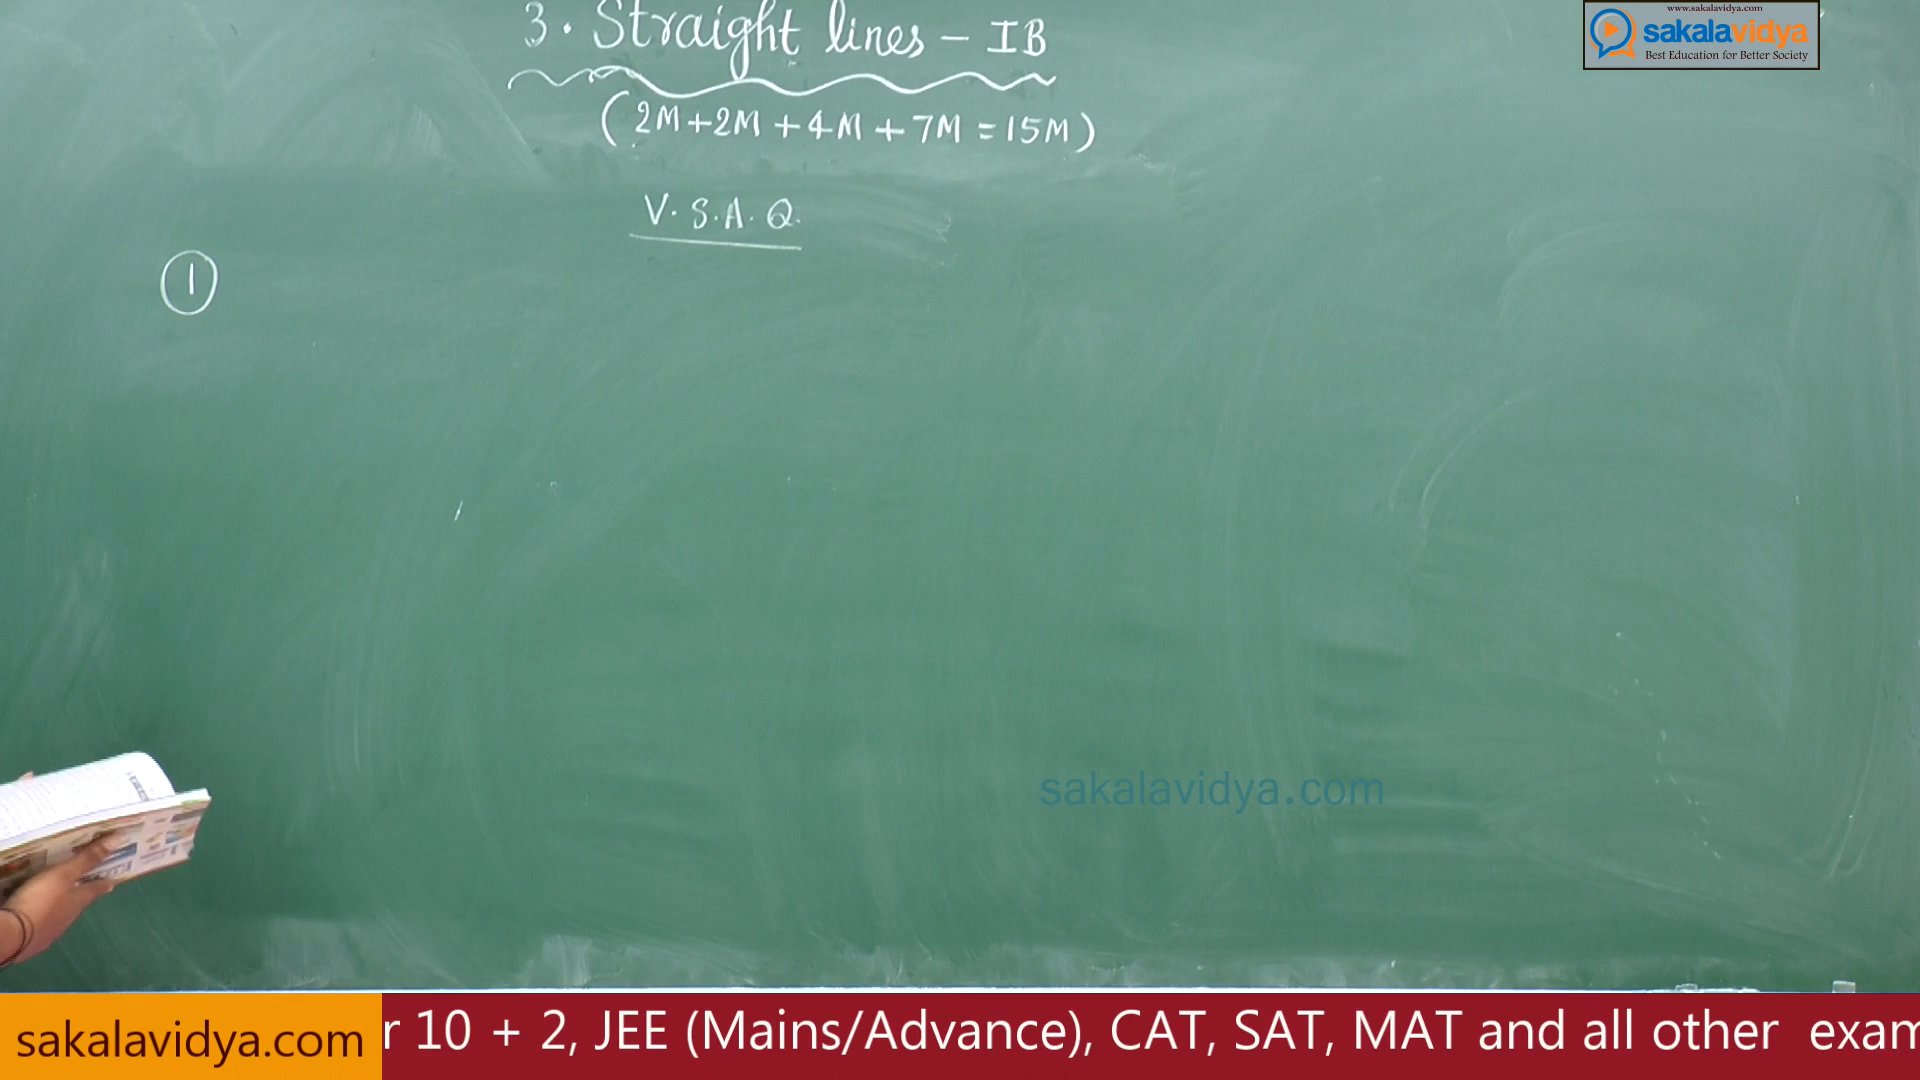 3. Straight lines - IB
(2M+2M+4M+7M=15M)
V.S.A.Q.
1
www.sakalavidya.com
sakalavidya
Best Education for Better Society
sakalavidya.com
sakalavidya.com
r 10 + 2, JEE (Mains/Advance), CAT, SAT, MAT and all other exam